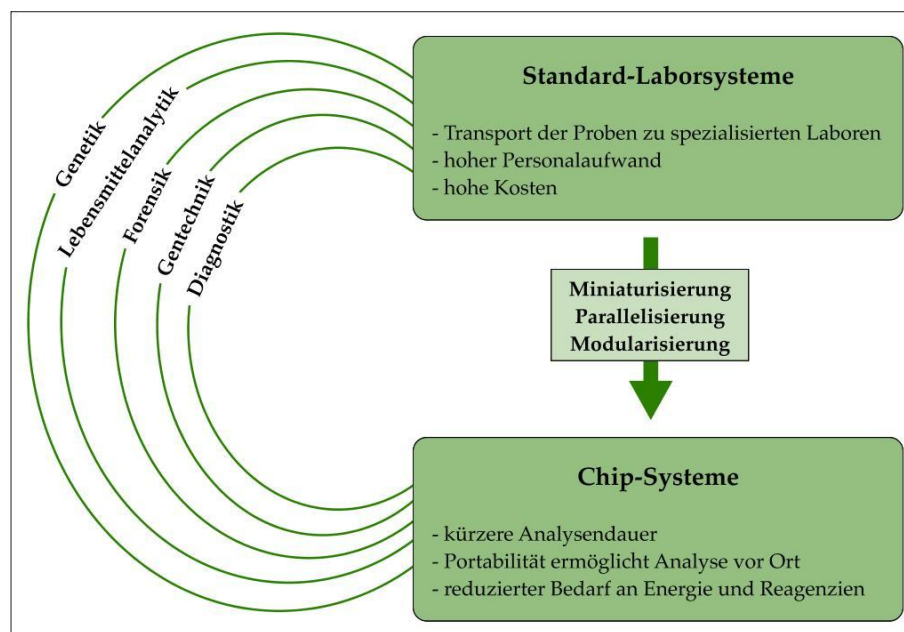 Genetik
Lebensmittelanalytik
Forensik
Gentechnik
Diagnostik
Standard-Laborsysteme
- Transport der Proben zu spezialisierten Laboren
- hoher Personalaufwand
- hohe Kosten
Miniaturisierung
Parallelisierung
Modularisierung
Chip-Systeme
- kürzere Analysendauer
- Portabilität ermöglicht Analyse vor Ort
- reduzierter Bedarf an Energie und Reagenzien